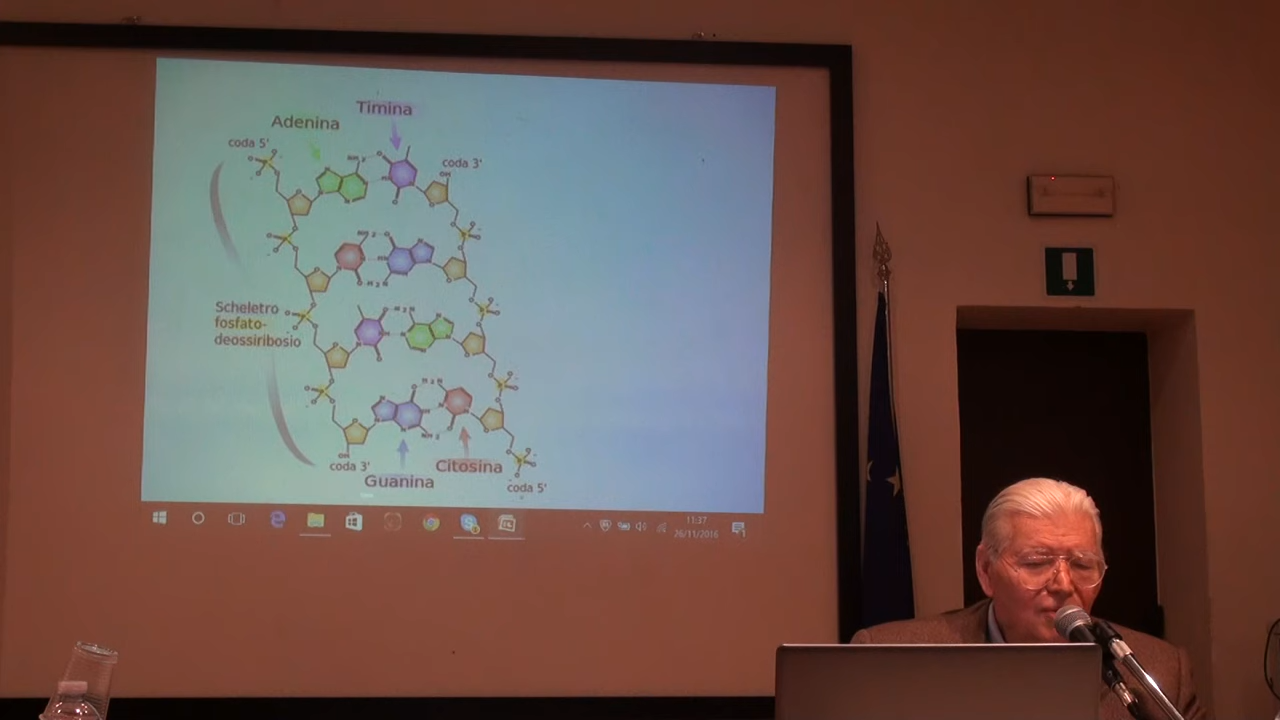 Timina
Adenina
coda 5'
coda 3'
Scheletro
fosfato-
deossiribosio
coda 3'
Citosina
Guanina
coda 5'
11:37
26/11/2016